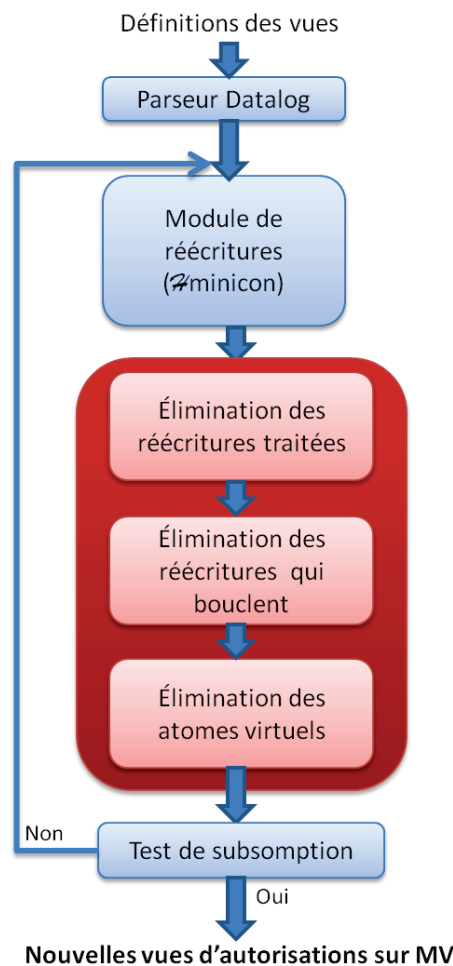 Définitions des vues
Parseur Datalog
Module de
réécritures
(ℋminicon)
Élimination des
réécritures traitées
Élimination des
réécritures qui
bouclent
Élimination des
atomes virtuels
Non
Test de subsomption
Oui
Nouvelles vues d’autorisations sur MV